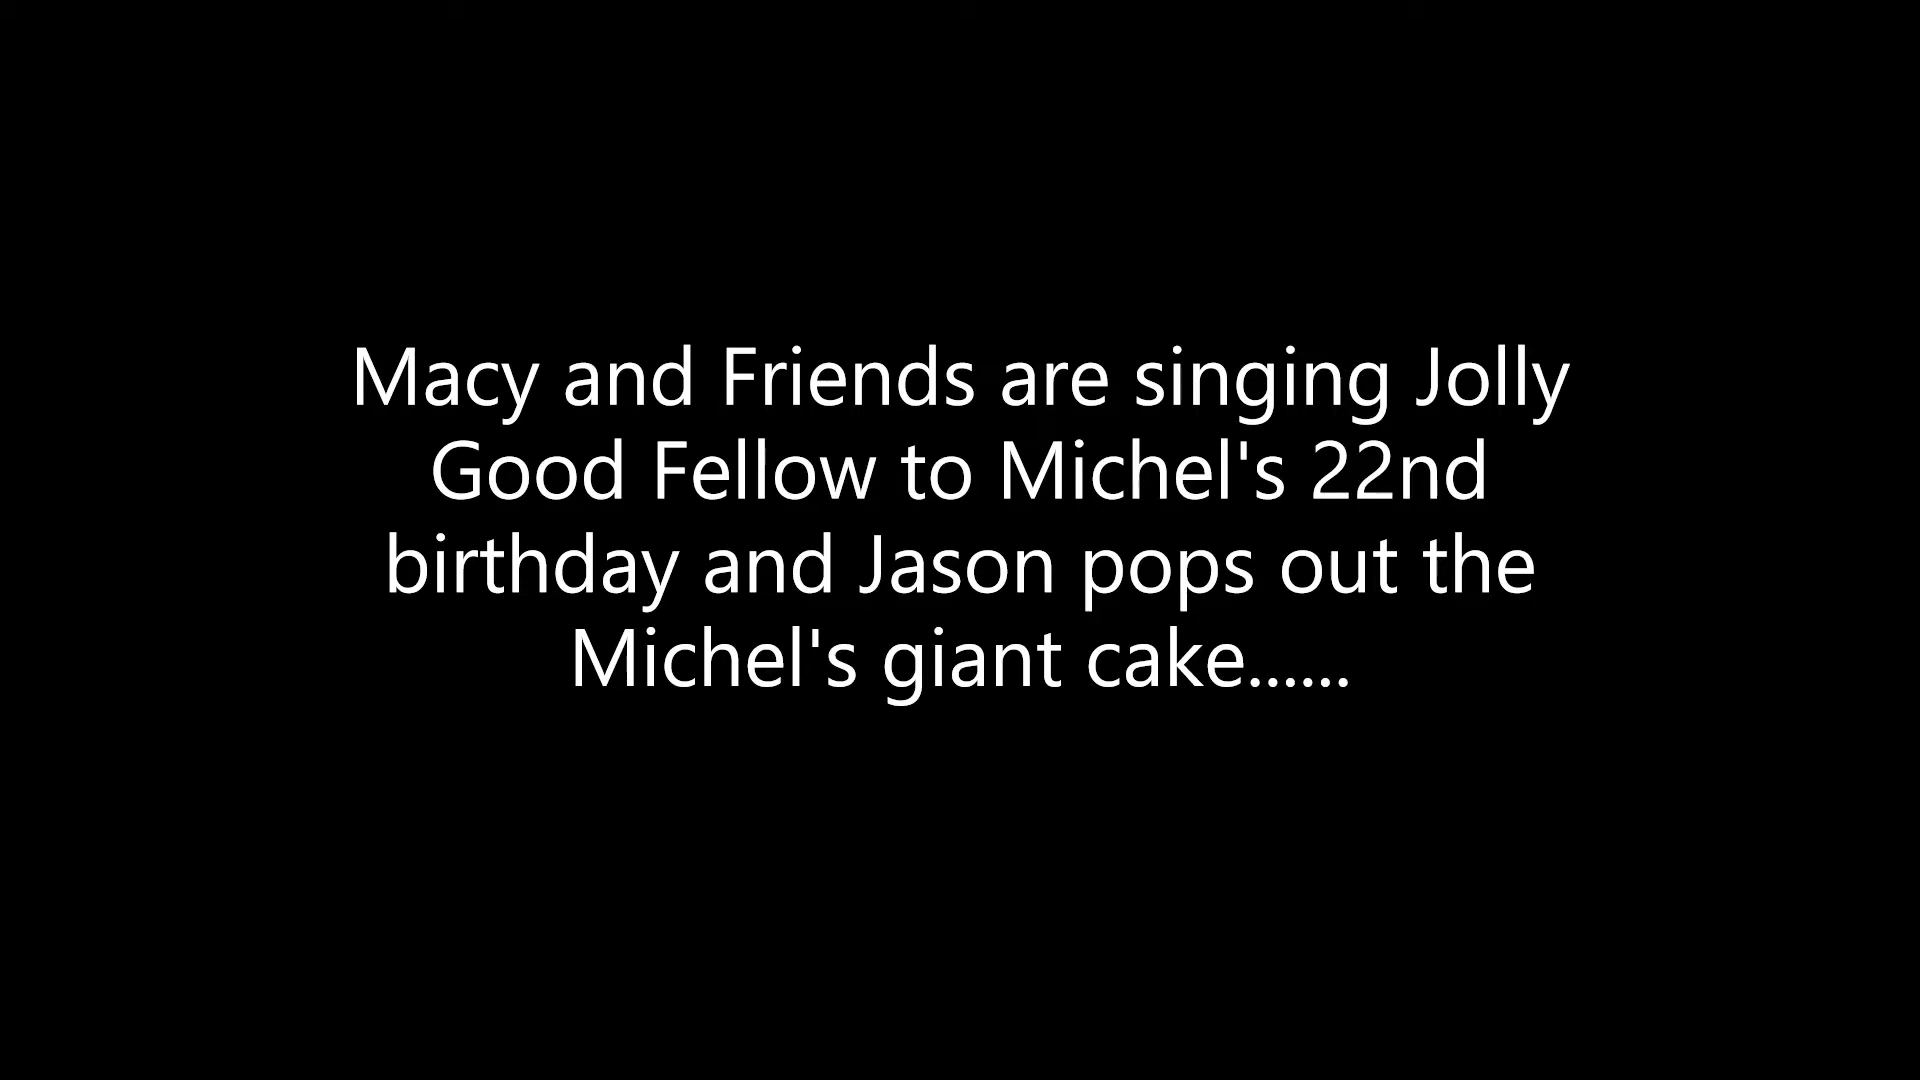 Macy and Friends are singing Jolly
Good Fellow to Michel's 22nd
birthday and Jason pops out the
Michel's giant cake......